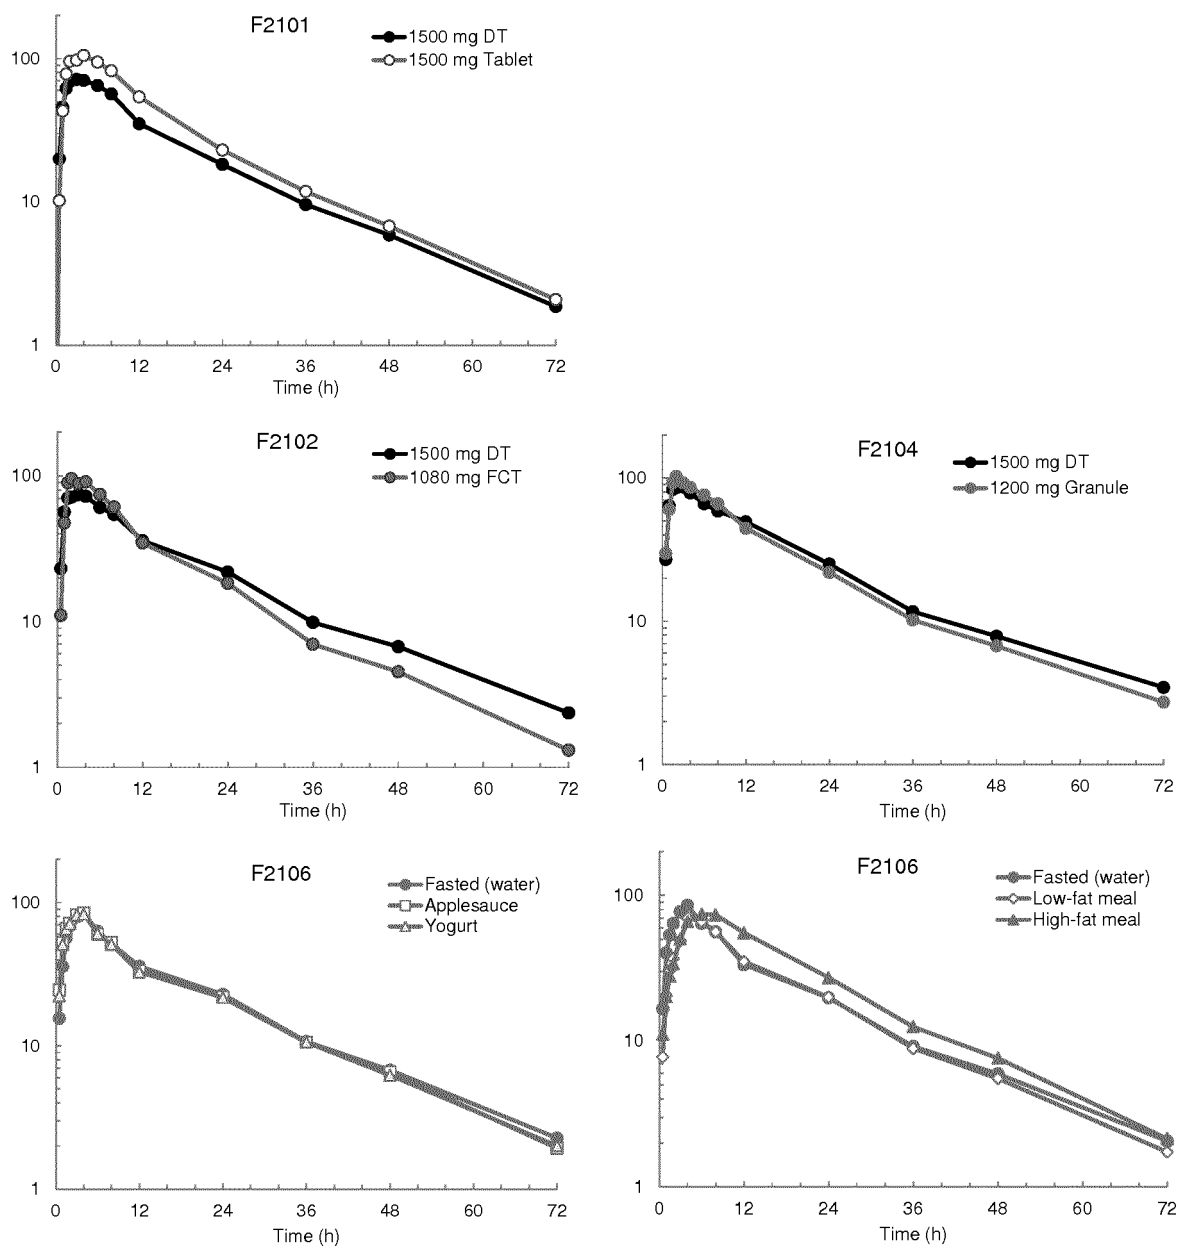 F2101
1500 mg DT
1500 mg Tablet
100
10
1
0 12 24 36 48 60 72
Time (h)
F2102
1500 mg DT
1080 mg FCT
100
10
1
0 12 24 36 48 60 72
Time (h)
F2104
1500 mg DT
1200 mg Granule
100
10
1
0 12 24 36 48 60 72
Time (h)
F2106
Fasted (water)
Applesauce
Yogurt
100
10
1
0 12 24 36 48 60 72
Time (h)
F2106
Fasted (water)
Low-fat meal
High-fat meal
100
10
1
0 12 24 36 48 60 72
Time (h)